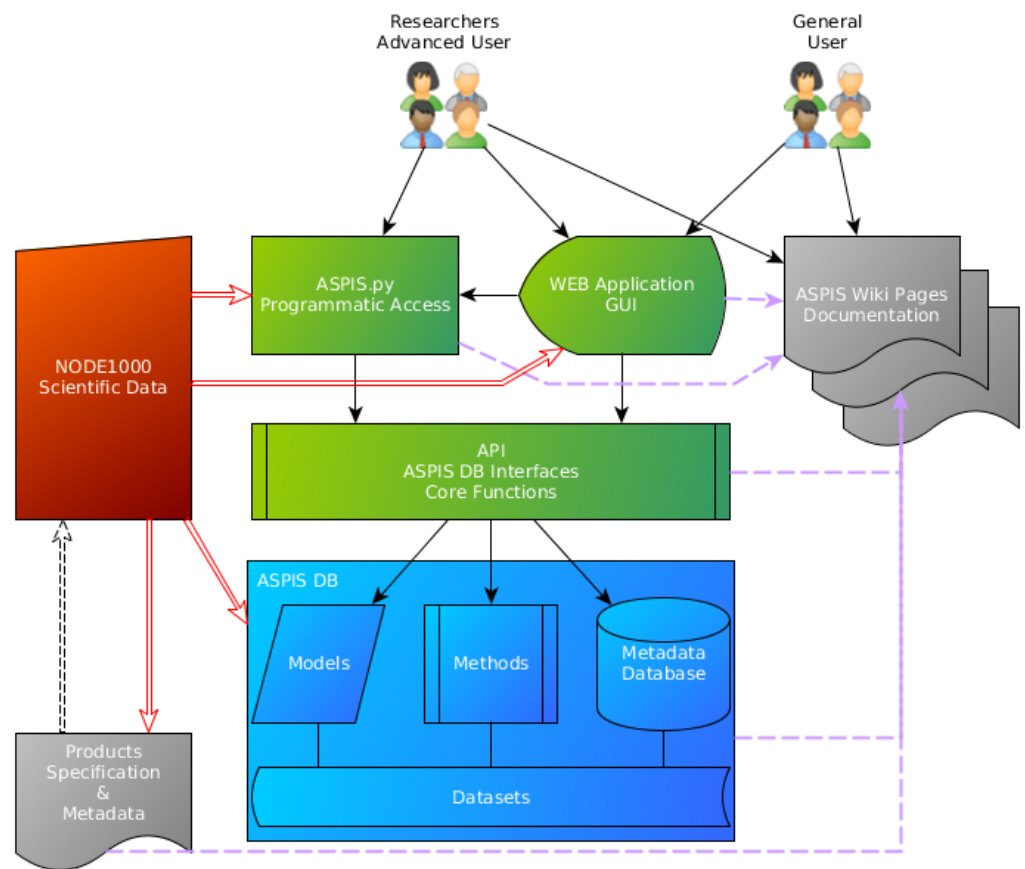 Researchers
Advanced User
General
User
ASPIS.py
Programmatic Access
WEB Application
GUI
ASPIS Wiki Pages
Documentation
NODE1000
Scientific Data
API
ASPIS DB Interfaces
Core Functions
ASPIS DB
Models
Methods
Metadata
Database
Products
Specification
&
Metadata
Datasets